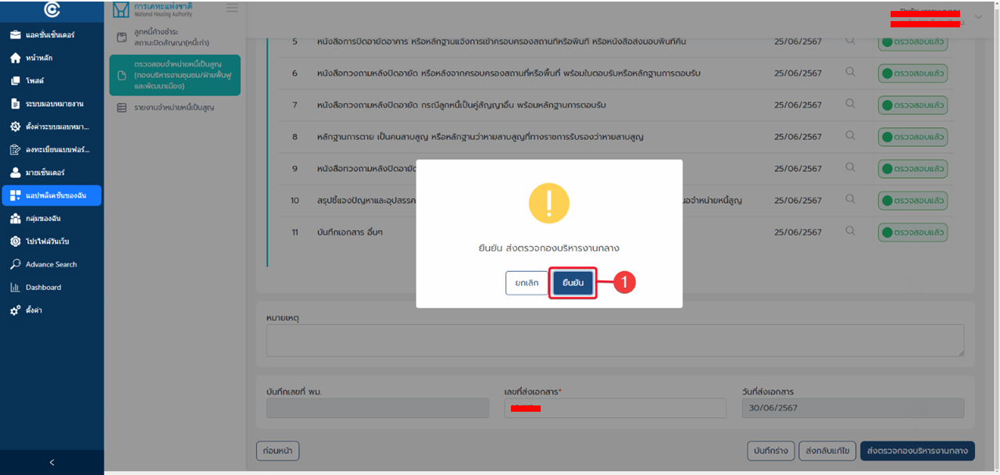 การเคหะแห่งชาติ
National Housing Authority
แอคชั่นเซ็นเตอร์
หน้าหลัก
โพสต์
ระบบมอบหมายงาน
ตั้งค่าระบบมอบหมา...
ลงทะเบียนแบบฟอร์...
มายเซ็นเตอร์
แอปพลิเคชันของฉัน
กลุ่มของฉัน
โปรไฟล์วันเว็บ
Advance Search
Dashboard
ตั้งค่า
<
ลูกหนี้ค้างชำระ
สถานะปิดสัญญา(หนี้เก่า)
ตรวจสอบจำหน่ายหนี้เป็นสูญ
(กองบริหารงานชุมชน/ฝ่ายฟื้นฟู
และพัฒนาเมือง)
รายงานจำหน่ายหนี้เป็นสูญ
5 หนังสือการปิดอายัดอาคาร หรือหลักฐานแจ้งการเข้าครอบครองสถานที่หรือพื้นที่ หรือหนังสือส่งมอบพื้นที่คืน 25/06/2567 ตรวจสอบแล้ว
6 หนังสือทวงถามหลังปิดอายัด หรือหลังจากครอบครองสถานที่หรือพื้นที่ พร้อมใบตอบรับหรือหลักฐานการตอบรับ 25/06/2567 ตรวจสอบแล้ว
7 หนังสือทวงถามหลังปิดอายัด กรณีลูกหนี้เป็นคู่สัญญาอื่น พร้อมหลักฐานการตอบรับ 25/06/2567 ตรวจสอบแล้ว
8 หลักฐานการตาย เป็นคนสาบสูญ หรือหลักฐานว่าหายสาบสูญที่ทางราชการรับรองว่าหายสาบสูญ 25/06/2567 ตรวจสอบแล้ว
9 หนังสือทวงถามหลังปิดอายัด 25/06/2567 ตรวจสอบแล้ว
10 สรุปชี้แจงปัญหาและอุปสรรค นอจำหน่ายหนี้สูญ 25/06/2567 ตรวจสอบแล้ว
11 บันทึกเอกสาร อื่นๆ 25/06/2567 ตรวจสอบแล้ว
ยืนยัน ส่งตรวจกองบริหารงานกลาง
ยกเลิก ยืนยัน 1
หมายเหตุ
บันทึกเลขที่ พม. เลขที่ส่งเอกสาร* วันที่ส่งเอกสาร
30/06/2567
ก่อนหน้า บันทึกร่าง ส่งกลับแก้ไข ส่งตรวจกองบริหารงานกลาง